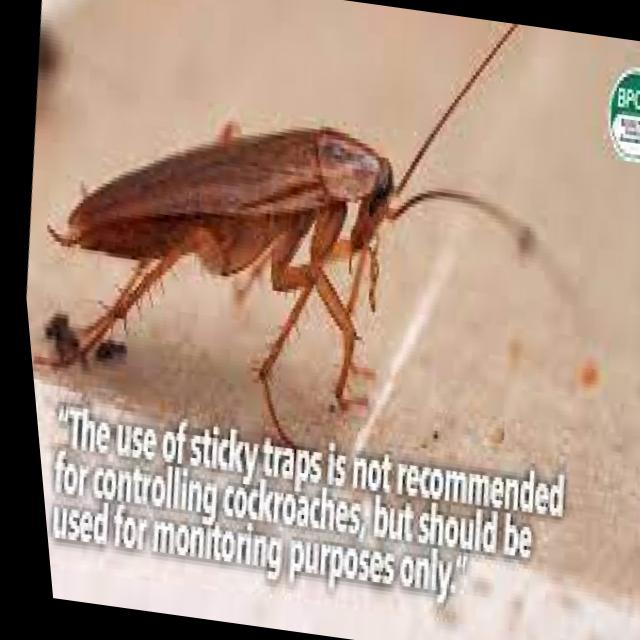 BPC
“The use of sticky traps is not recommended
for controlling cockroaches, but should be
used for monitoring purposes only.”